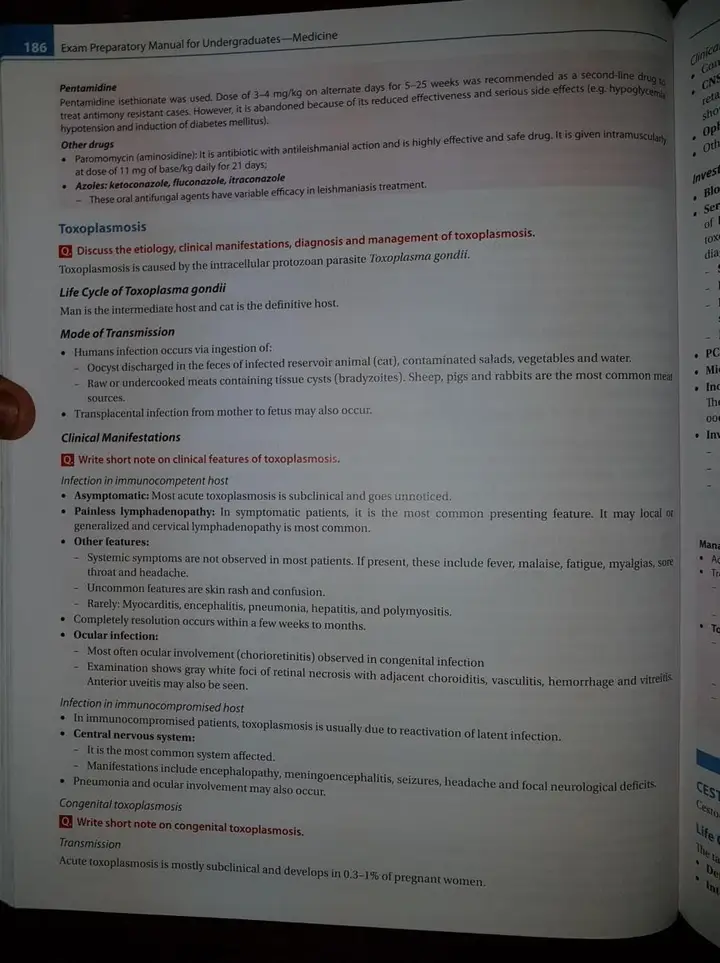 186 Exam Preparatory Manual for Undergraduates—Medicine
Pentamidine
Pentamidine isethionate was used. Dose of 3–4 mg/kg on alternate days for 5–25 weeks was recommended as a second-line drug to
treat antimony resistant cases. However, it is abandoned because of its reduced effectiveness and serious side effects (e.g. hypoglycemia
hypotension and induction of diabetes mellitus).
Other drugs
• Paromomycin (aminosidine): It is antibiotic with antileishmanial action and is highly effective and safe drug. It is given intramuscularly
at dose of 11 mg of base/kg daily for 21 days;
• Azoles: ketoconazole, fluconazole, itraconazole
– These oral antifungal agents have variable efficacy in leishmaniasis treatment.
Toxoplasmosis
Q. Discuss the etiology, clinical manifestations, diagnosis and management of toxoplasmosis.
Toxoplasmosis is caused by the intracellular protozoan parasite Toxoplasma gondii.
Life Cycle of Toxoplasma gondii
Man is the intermediate host and cat is the definitive host.
Mode of Transmission
• Humans infection occurs via ingestion of:
– Oocyst discharged in the feces of infected reservoir animal (cat), contaminated salads, vegetables and water.
– Raw or undercooked meats containing tissue cysts (bradyzoites). Sheep, pigs and rabbits are the most common meat
sources.
• Transplacental infection from mother to fetus may also occur.
Clinical Manifestations
Q. Write short note on clinical features of toxoplasmosis.
Infection in immunocompetent host
• Asymptomatic: Most acute toxoplasmosis is subclinical and goes unnoticed.
• Painless lymphadenopathy: In symptomatic patients, it is the most common presenting feature. It may local or
generalized and cervical lymphadenopathy is most common.
• Other features:
– Systemic symptoms are not observed in most patients. If present, these include fever, malaise, fatigue, myalgias, sore
throat and headache.
– Uncommon features are skin rash and confusion.
– Rarely: Myocarditis, encephalitis, pneumonia, hepatitis, and polymyositis.
• Completely resolution occurs within a few weeks to months.
• Ocular infection:
– Most often ocular involvement (chorioretinitis) observed in congenital infection
– Examination shows gray white foci of retinal necrosis with adjacent choroiditis, vasculitis, hemorrhage and vitreitis.
Anterior uveitis may also be seen.
Infection in immunocompromised host
• In immunocompromised patients, toxoplasmosis is usually due to reactivation of latent infection.
• Central nervous system:
– It is the most common system affected.
– Manifestations include encephalopathy, meningoencephalitis, seizures, headache and focal neurological deficits.
• Pneumonia and ocular involvement may also occur.
Congenital toxoplasmosis
Q. Write short note on congenital toxoplasmosis.
Transmission
Acute toxoplasmosis is mostly subclinical and develops in 0.3–1% of pregnant women.